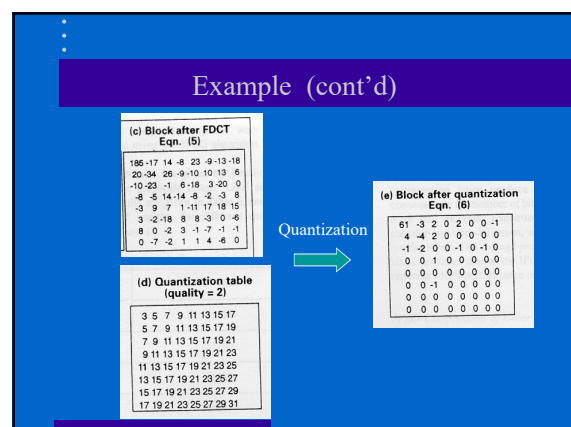 Example (cont'd)
(c) Block after FDCT
Eqn. (5)
185 -17 14 -8 23 -9 -13 -18
20 -34 26 -9 -10 10 13 6
-10 -23 -1 6 -18 3 -20 0
-8 -5 14 -14 -8 -2 -3 8
-3 9 7 1 -11 17 18 15
3 -2 -18 8 8 -3 0 -6
8 0 -2 3 -1 -7 -1 -1
0 -7 -2 1 1 4 -6 0
Quantization
(d) Quantization table
(quality = 2)
3 5 7 9 11 13 15 17
5 7 9 11 13 15 17 19
7 9 11 13 15 17 19 21
9 11 13 15 17 19 21 23
11 13 15 17 19 21 23 25
13 15 17 19 21 23 25 27
15 17 19 21 23 25 27 29
17 19 21 23 25 27 29 31
(e) Block after quantization
Eqn. (6)
61 -3 2 0 2 0 0 -1
4 -4 2 0 0 0 0 0
-1 -2 0 0 -1 0 -1 0
0 0 1 0 0 0 0 0
0 0 0 0 0 0 0 0
0 0 -1 0 0 0 0 0
0 0 0 0 0 0 0 0
0 0 0 0 0 0 0 0